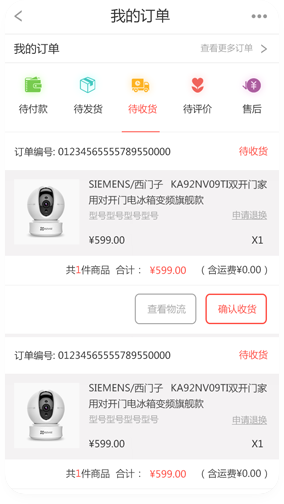 我的订单
我的订单 查看更多订单
待付款 待发货 待收货 待评价 售后
订单编号: 01234565555789550000 待收货
SIEMENS/西门子 KA92NV09TI双开门家
用对开门电冰箱变频旗舰款
型号型号型号型号 申请退换
¥599.00 X1
共1件商品 合计： ¥599.00 （含运费¥0.00）
查看物流 确认收货
订单编号: 01234565555789550000 待收货
SIEMENS/西门子 KA92NV09TI双开门家
用对开门电冰箱变频旗舰款
型号型号型号型号 申请退换
¥599.00 X1
共1件商品 合计： ¥599.00 （含运费¥0.00）